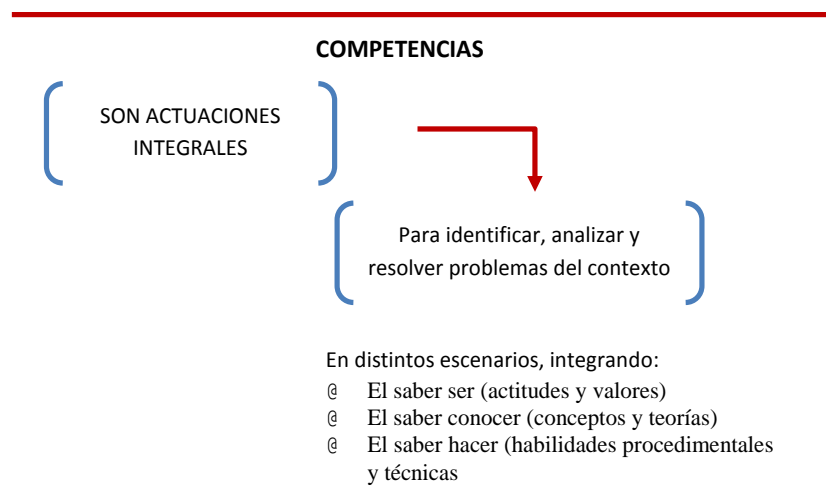 COMPETENCIAS
SON ACTUACIONES
INTEGRALES
Para identificar, analizar y
resolver problemas del contexto
En distintos escenarios, integrando:
@ El saber ser (actitudes y valores)
@ El saber conocer (conceptos y teorías)
@ El saber hacer (habilidades procedimentales
y técnicas